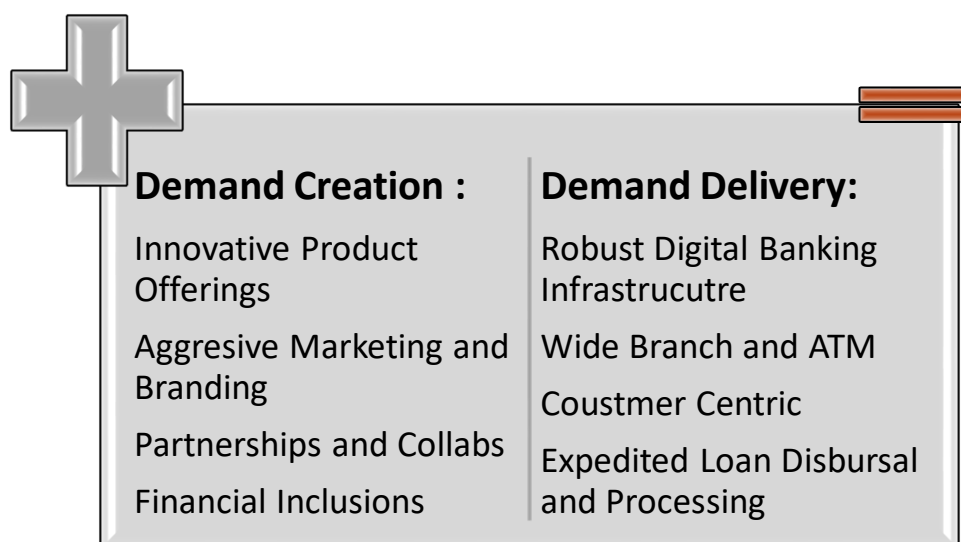 Demand Creation :
Innovative Product
Offerings
Aggresive Marketing and
Branding
Partnerships and Collabs
Financial Inclusions
Demand Delivery:
Robust Digital Banking
Infrastrucutre
Wide Branch and ATM
Coustmer Centric
Expedited Loan Disbursal
and Processing